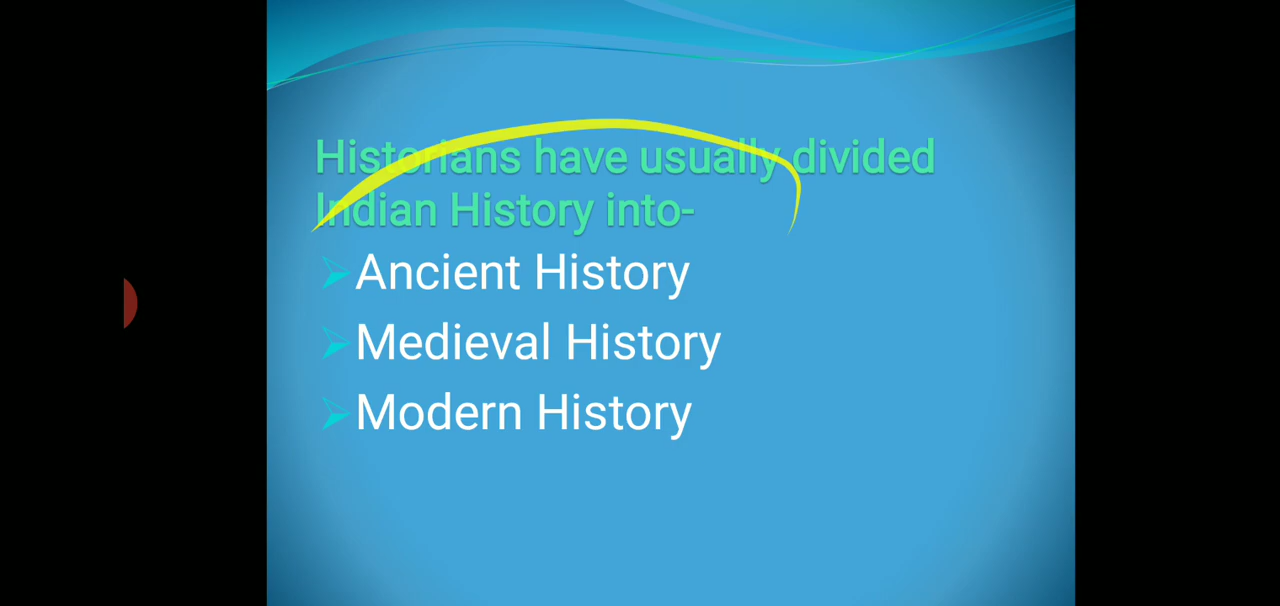 Historians have usually divided
Indian History into-
Ancient History
Medieval History
Modern History